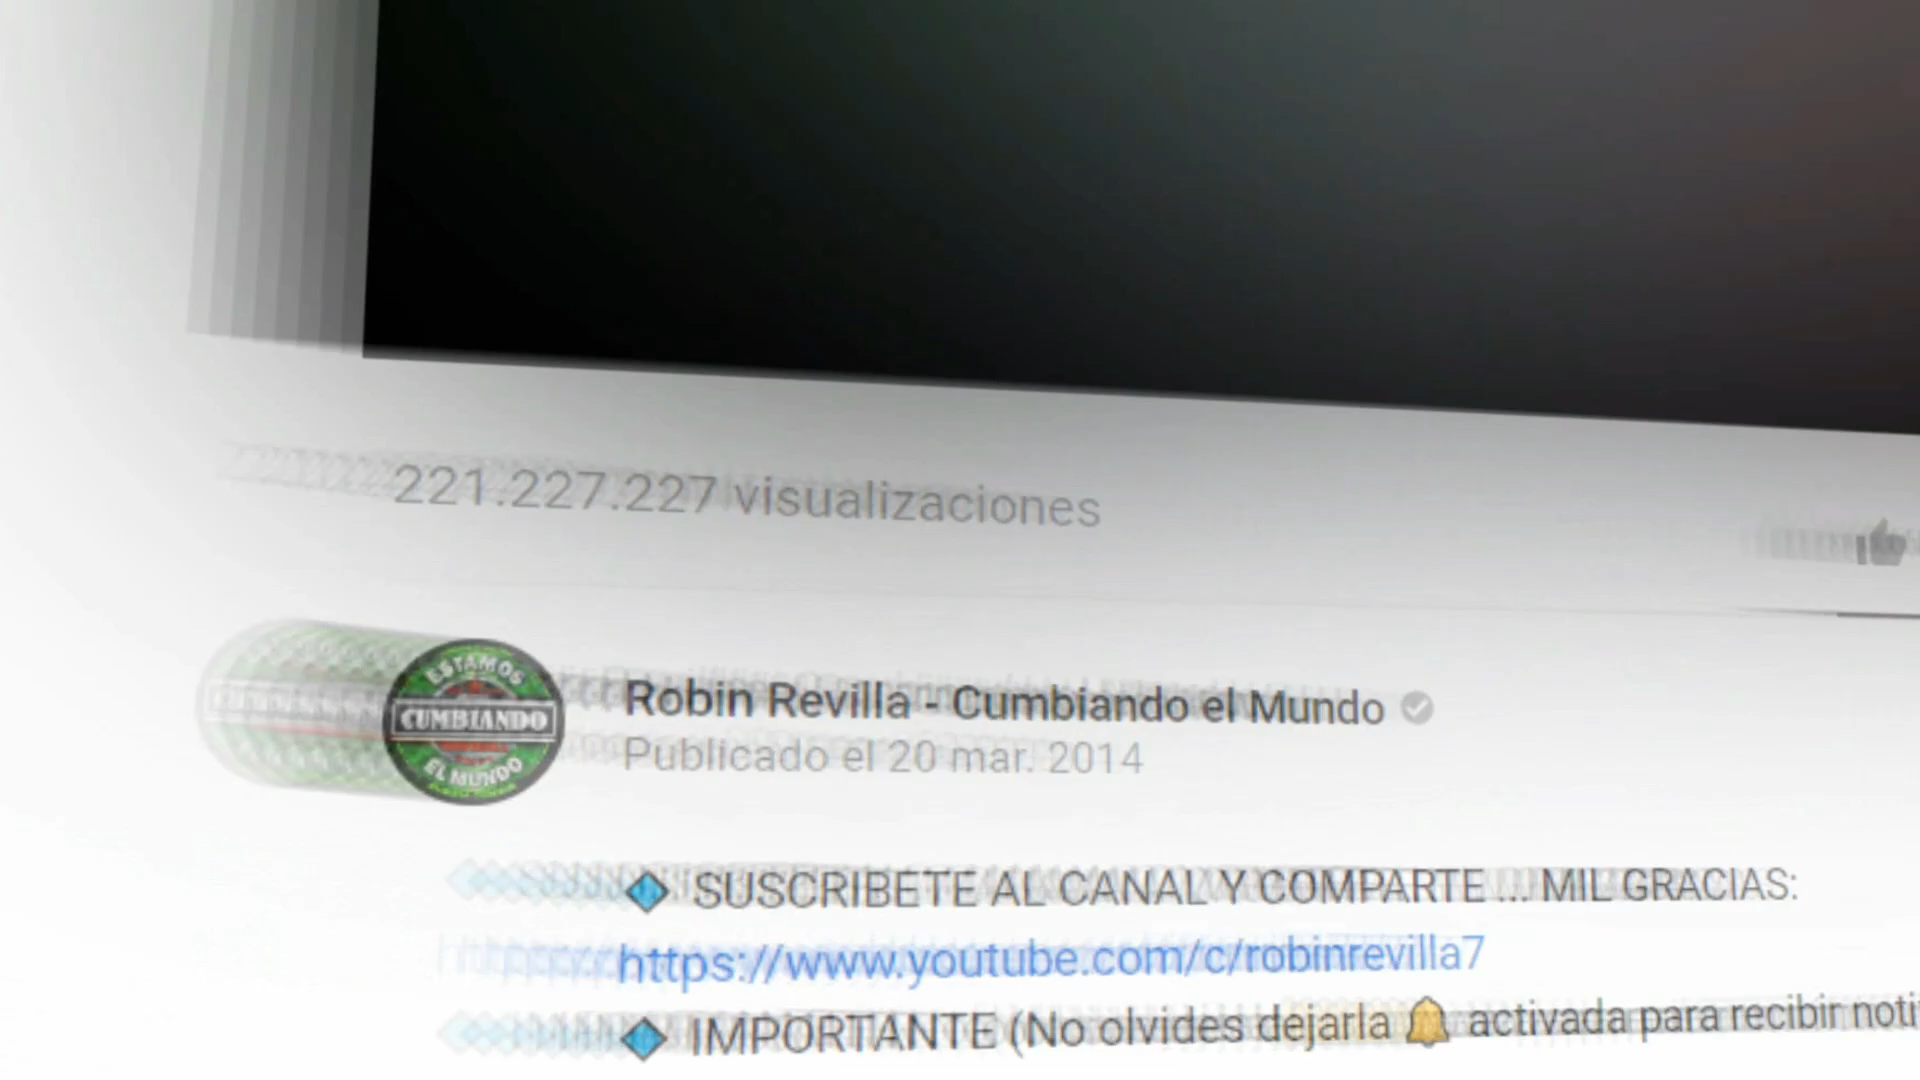 221.227.227 visualizaciones
ESTAMOS
CUMBIANDO
EL MUNDO
Robin Revilla - Cumbiando el Mundo
Publicado el 20 mar. 2014
SUSCRIBETE AL CANAL Y COMPARTE ... MIL GRACIAS:
https://www.youtube.com/c/robinrevilla7
IMPORTANTE (No olvides dejarla 🔔 activada para recibir noti